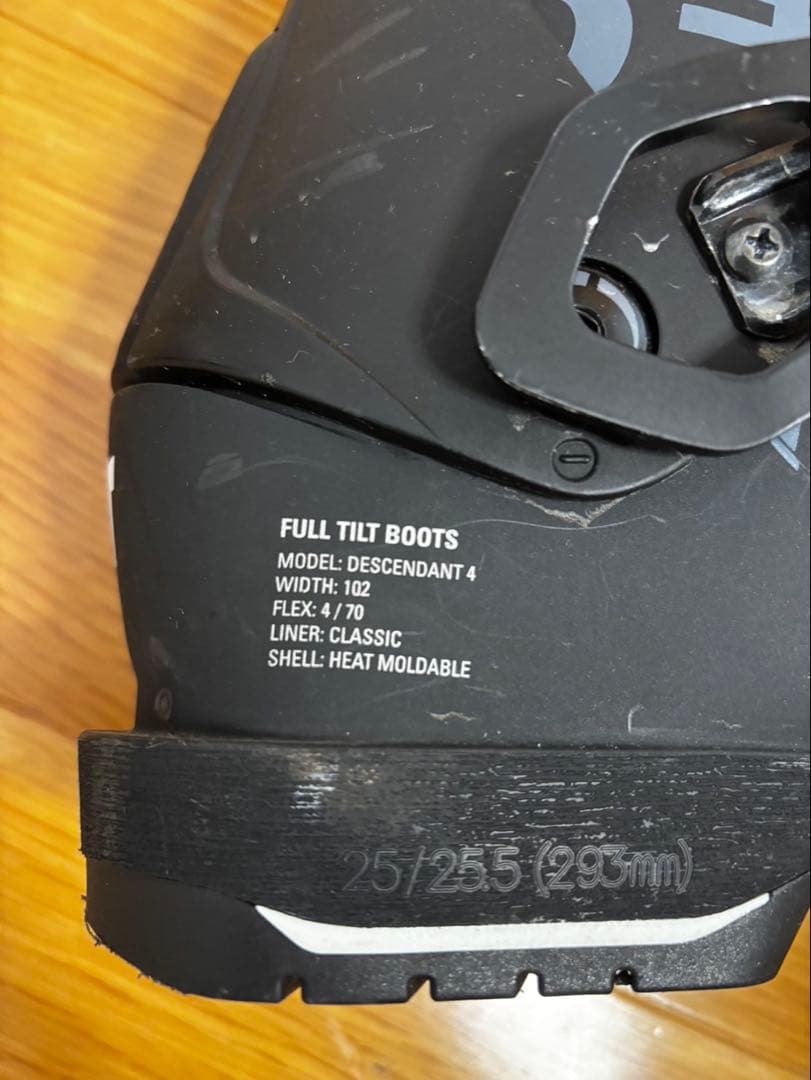 FULL TILT BOOTS
MODEL: DESCENDANT 4
WIDTH: 102
FLEX: 4 / 70
LINER: CLASSIC
SHELL: HEAT MOLDABLE
25/25.5 (293mm)